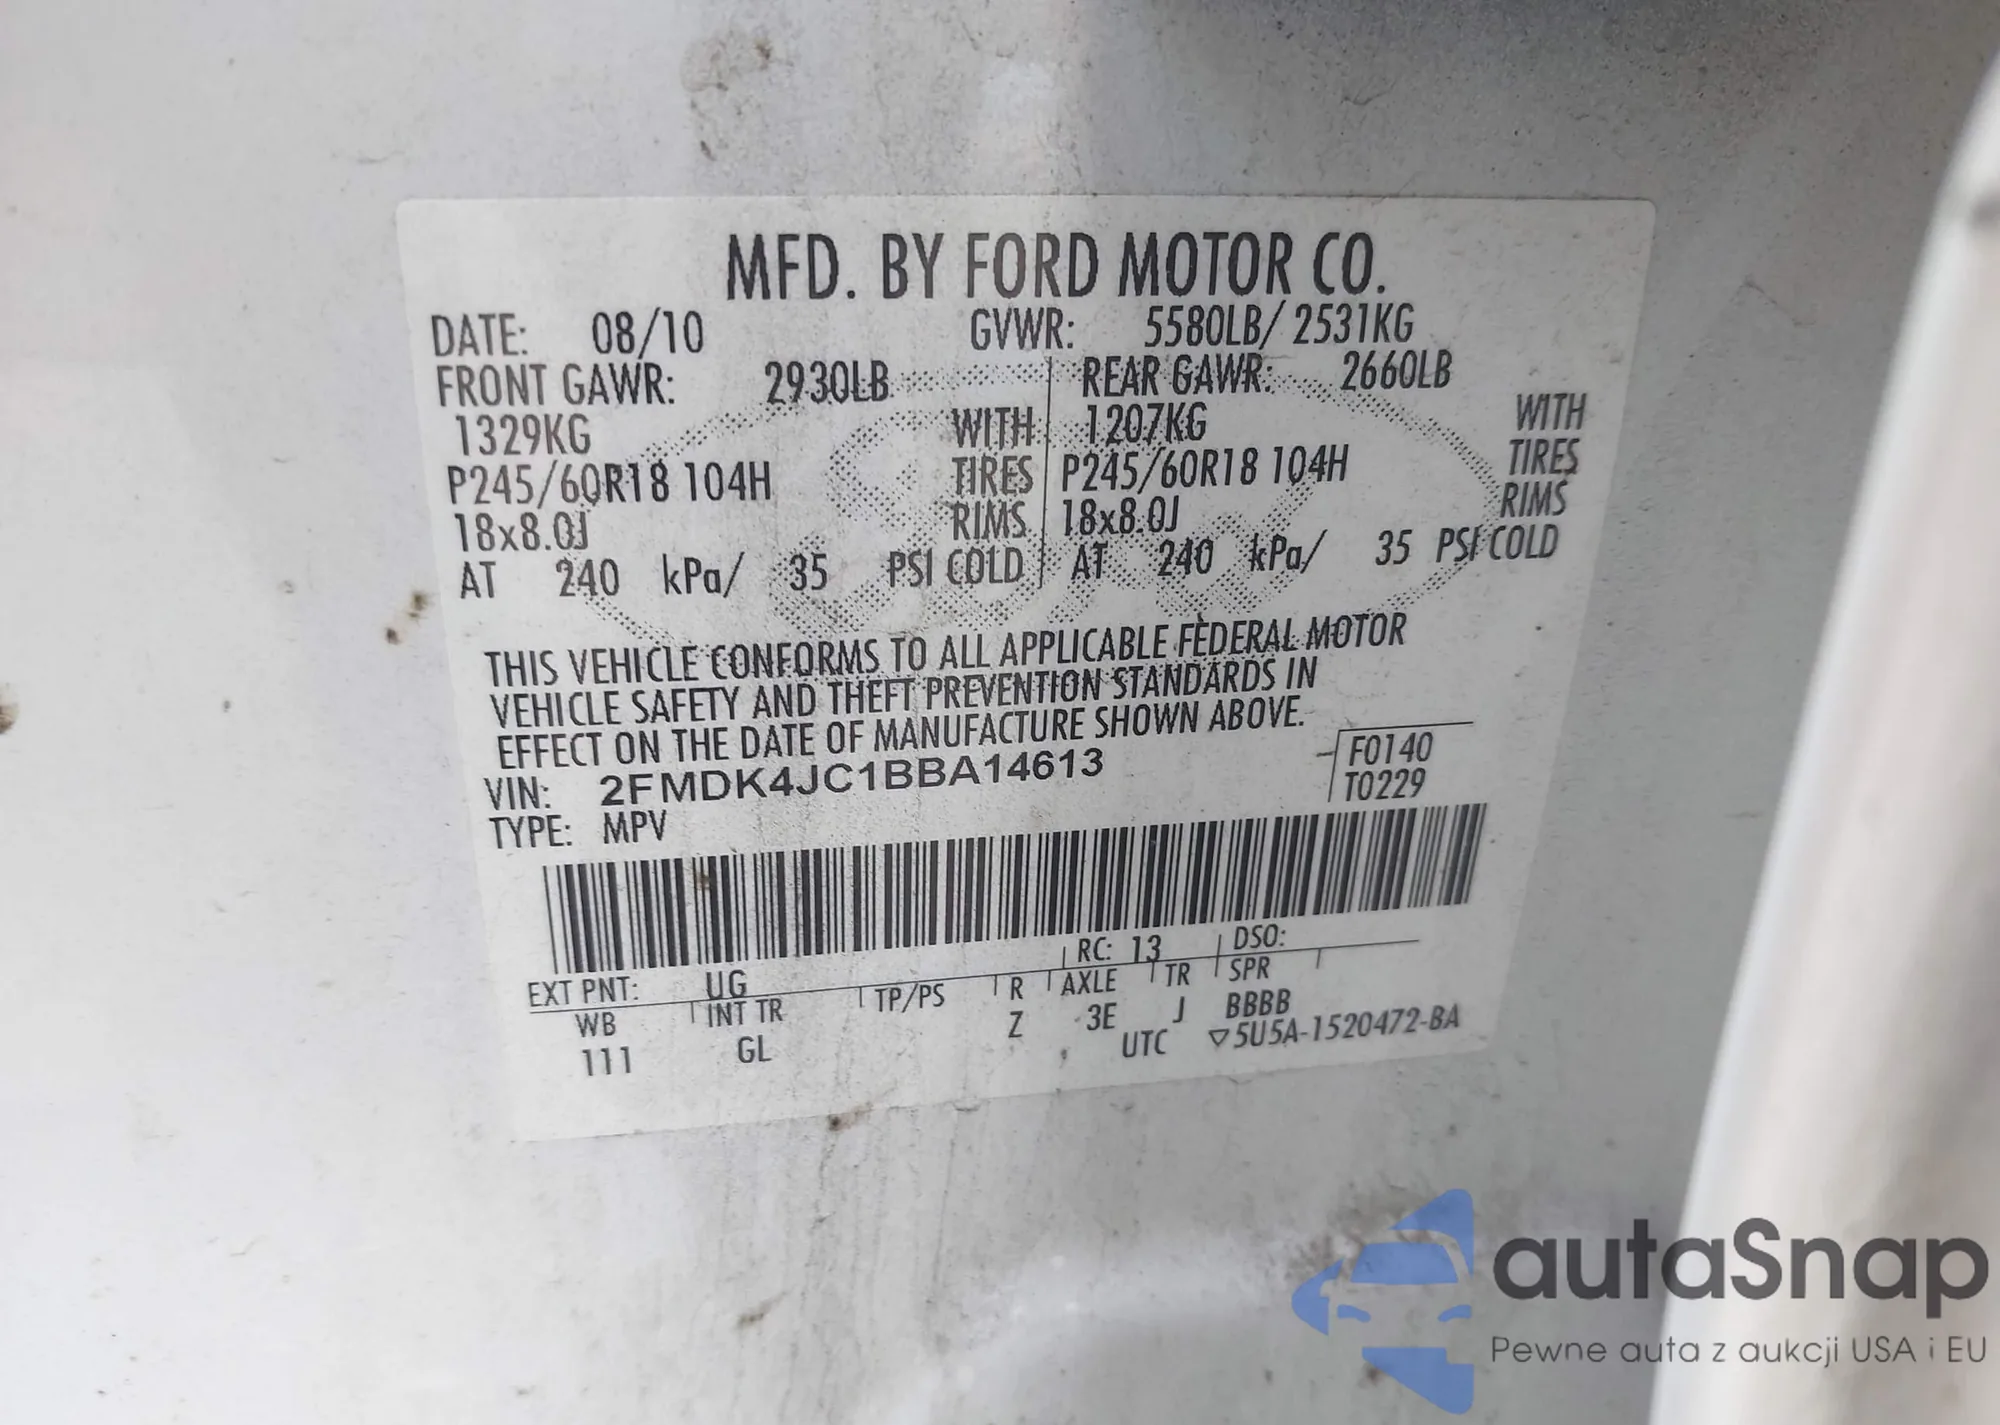 MFD. BY FORD MOTOR CO.
DATE: 08/10 GVWR: 5580LB/ 2531KG
FRONT GAWR: 2930LB REAR GAWR: 2660LB
1329KG WITH 1207KG WITH
P245/60R18 104H TIRES P245/60R18 104H TIRES
18x8.0J RIMS 18x8.0J RIMS
AT 240 kPa/ 35 PSI COLD AT 240 kPa/ 35 PSI COLD
THIS VEHICLE CONFORMS TO ALL APPLICABLE FEDERAL MOTOR
VEHICLE SAFETY AND THEFT PREVENTION STANDARDS IN
EFFECT ON THE DATE OF MANUFACTURE SHOWN ABOVE.
VIN: 2FMDK4JC1BBA14613 F0140
TYPE: MPV T0229
EXT PNT: UG RC: 13 DSO:
WB INT TR TP/PS R AXLE TR SPR
111 GL Z 3E J BBBB
UTC ▽5U5A-1520472-BA
autaSnap
Pewne auta z aukcji USA i EU